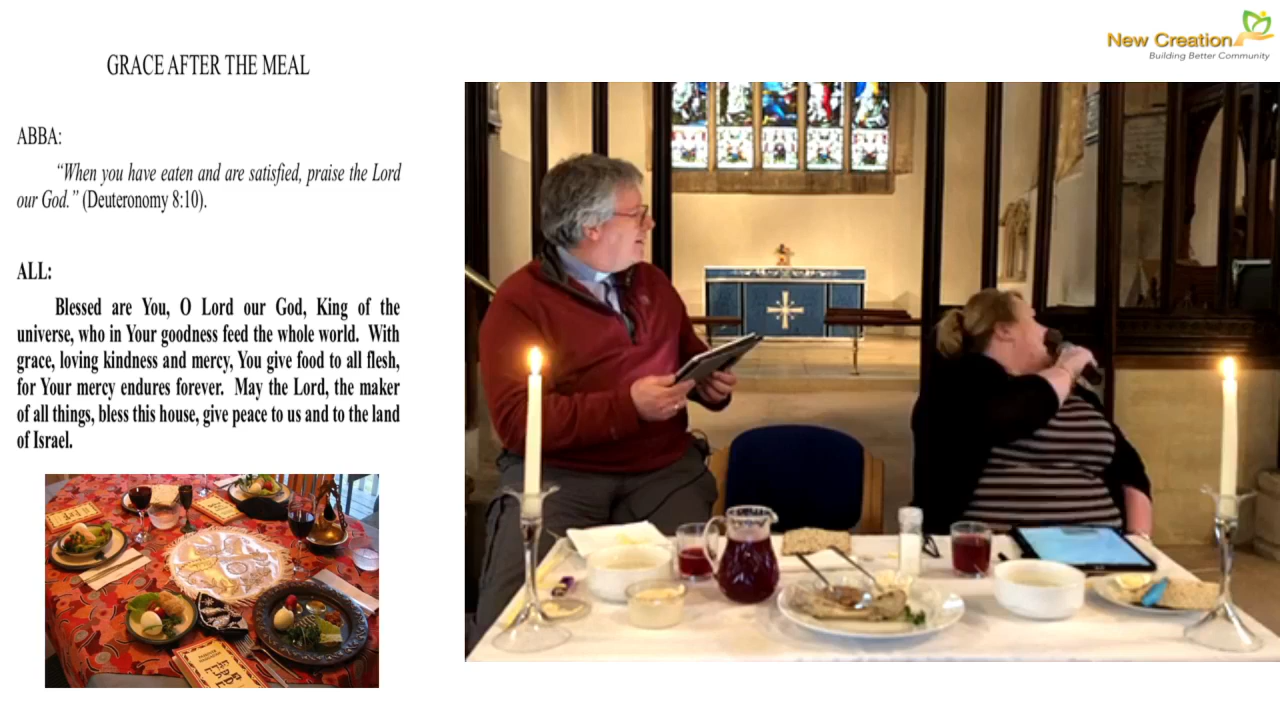 New Creation
Building Better Community
GRACE AFTER THE MEAL
ABBA:
“When you have eaten and are satisfied, praise the Lord
our God.” (Deuteronomy 8:10).
ALL:
Blessed are You, O Lord our God, King of the
universe, who in Your goodness feed the whole world. With
grace, loving kindness and mercy, You give food to all flesh,
for Your mercy endures forever. May the Lord, the maker
of all things, bless this house, give peace to us and to the land
of Israel.